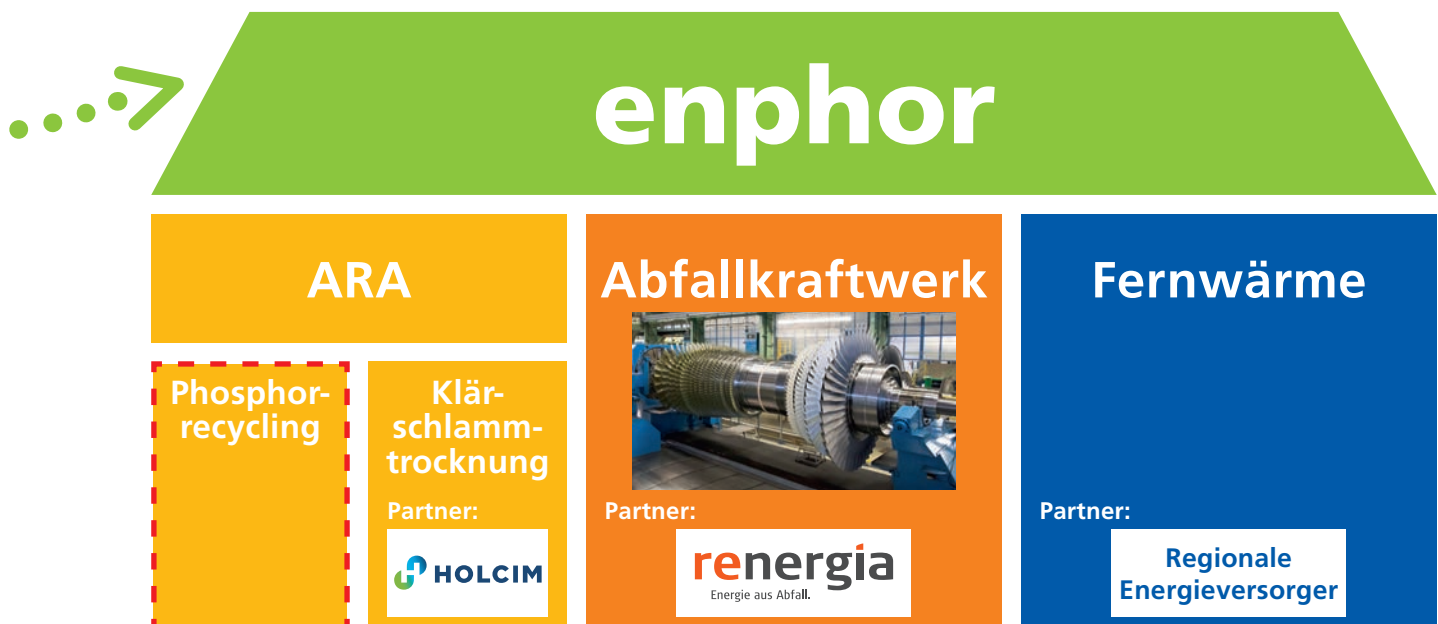 enphor
ARA
Phosphor-
recycling
Klär-
schlamm-
trocknung
Partner:
HOLCIM
Abfallkraftwerk
Partner:
renergia
Energie aus Abfall.
Fernwärme
Partner:
Regionale
Energieversorger